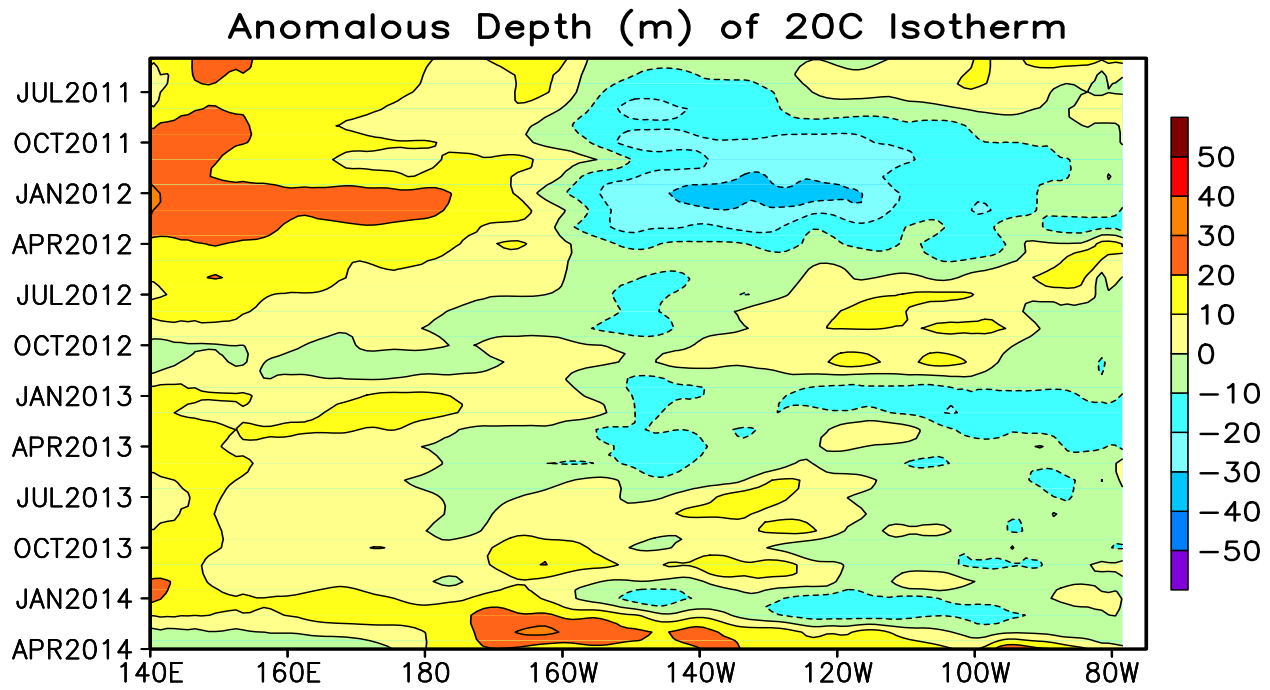 Anomalous Depth (m) of 20C Isotherm
JUL2011
OCT2011
JAN2012
APR2012
JUL2012
OCT2012
JAN2013
APR2013
JUL2013
OCT2013
JAN2014
APR2014
140E 160E 180 160W 140W 120W 100W 80W
50
40
30
20
10
0
−10
−20
−30
−40
−50